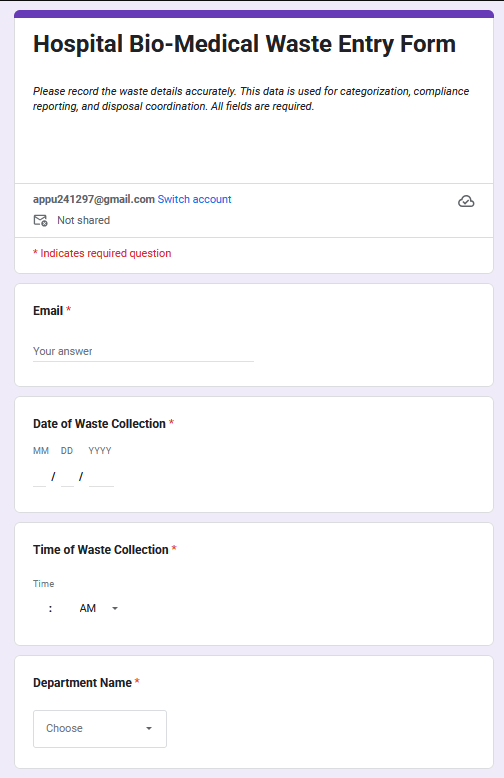 Hospital Bio-Medical Waste Entry Form
Please record the waste details accurately. This data is used for categorization, compliance
reporting, and disposal coordination. All fields are required.
appu241297@gmail.com Switch account
Not shared
* Indicates required question
Email *
Your answer
Date of Waste Collection *
MM DD YYYY
/ /
Time of Waste Collection *
Time
: AM
Department Name *
Choose